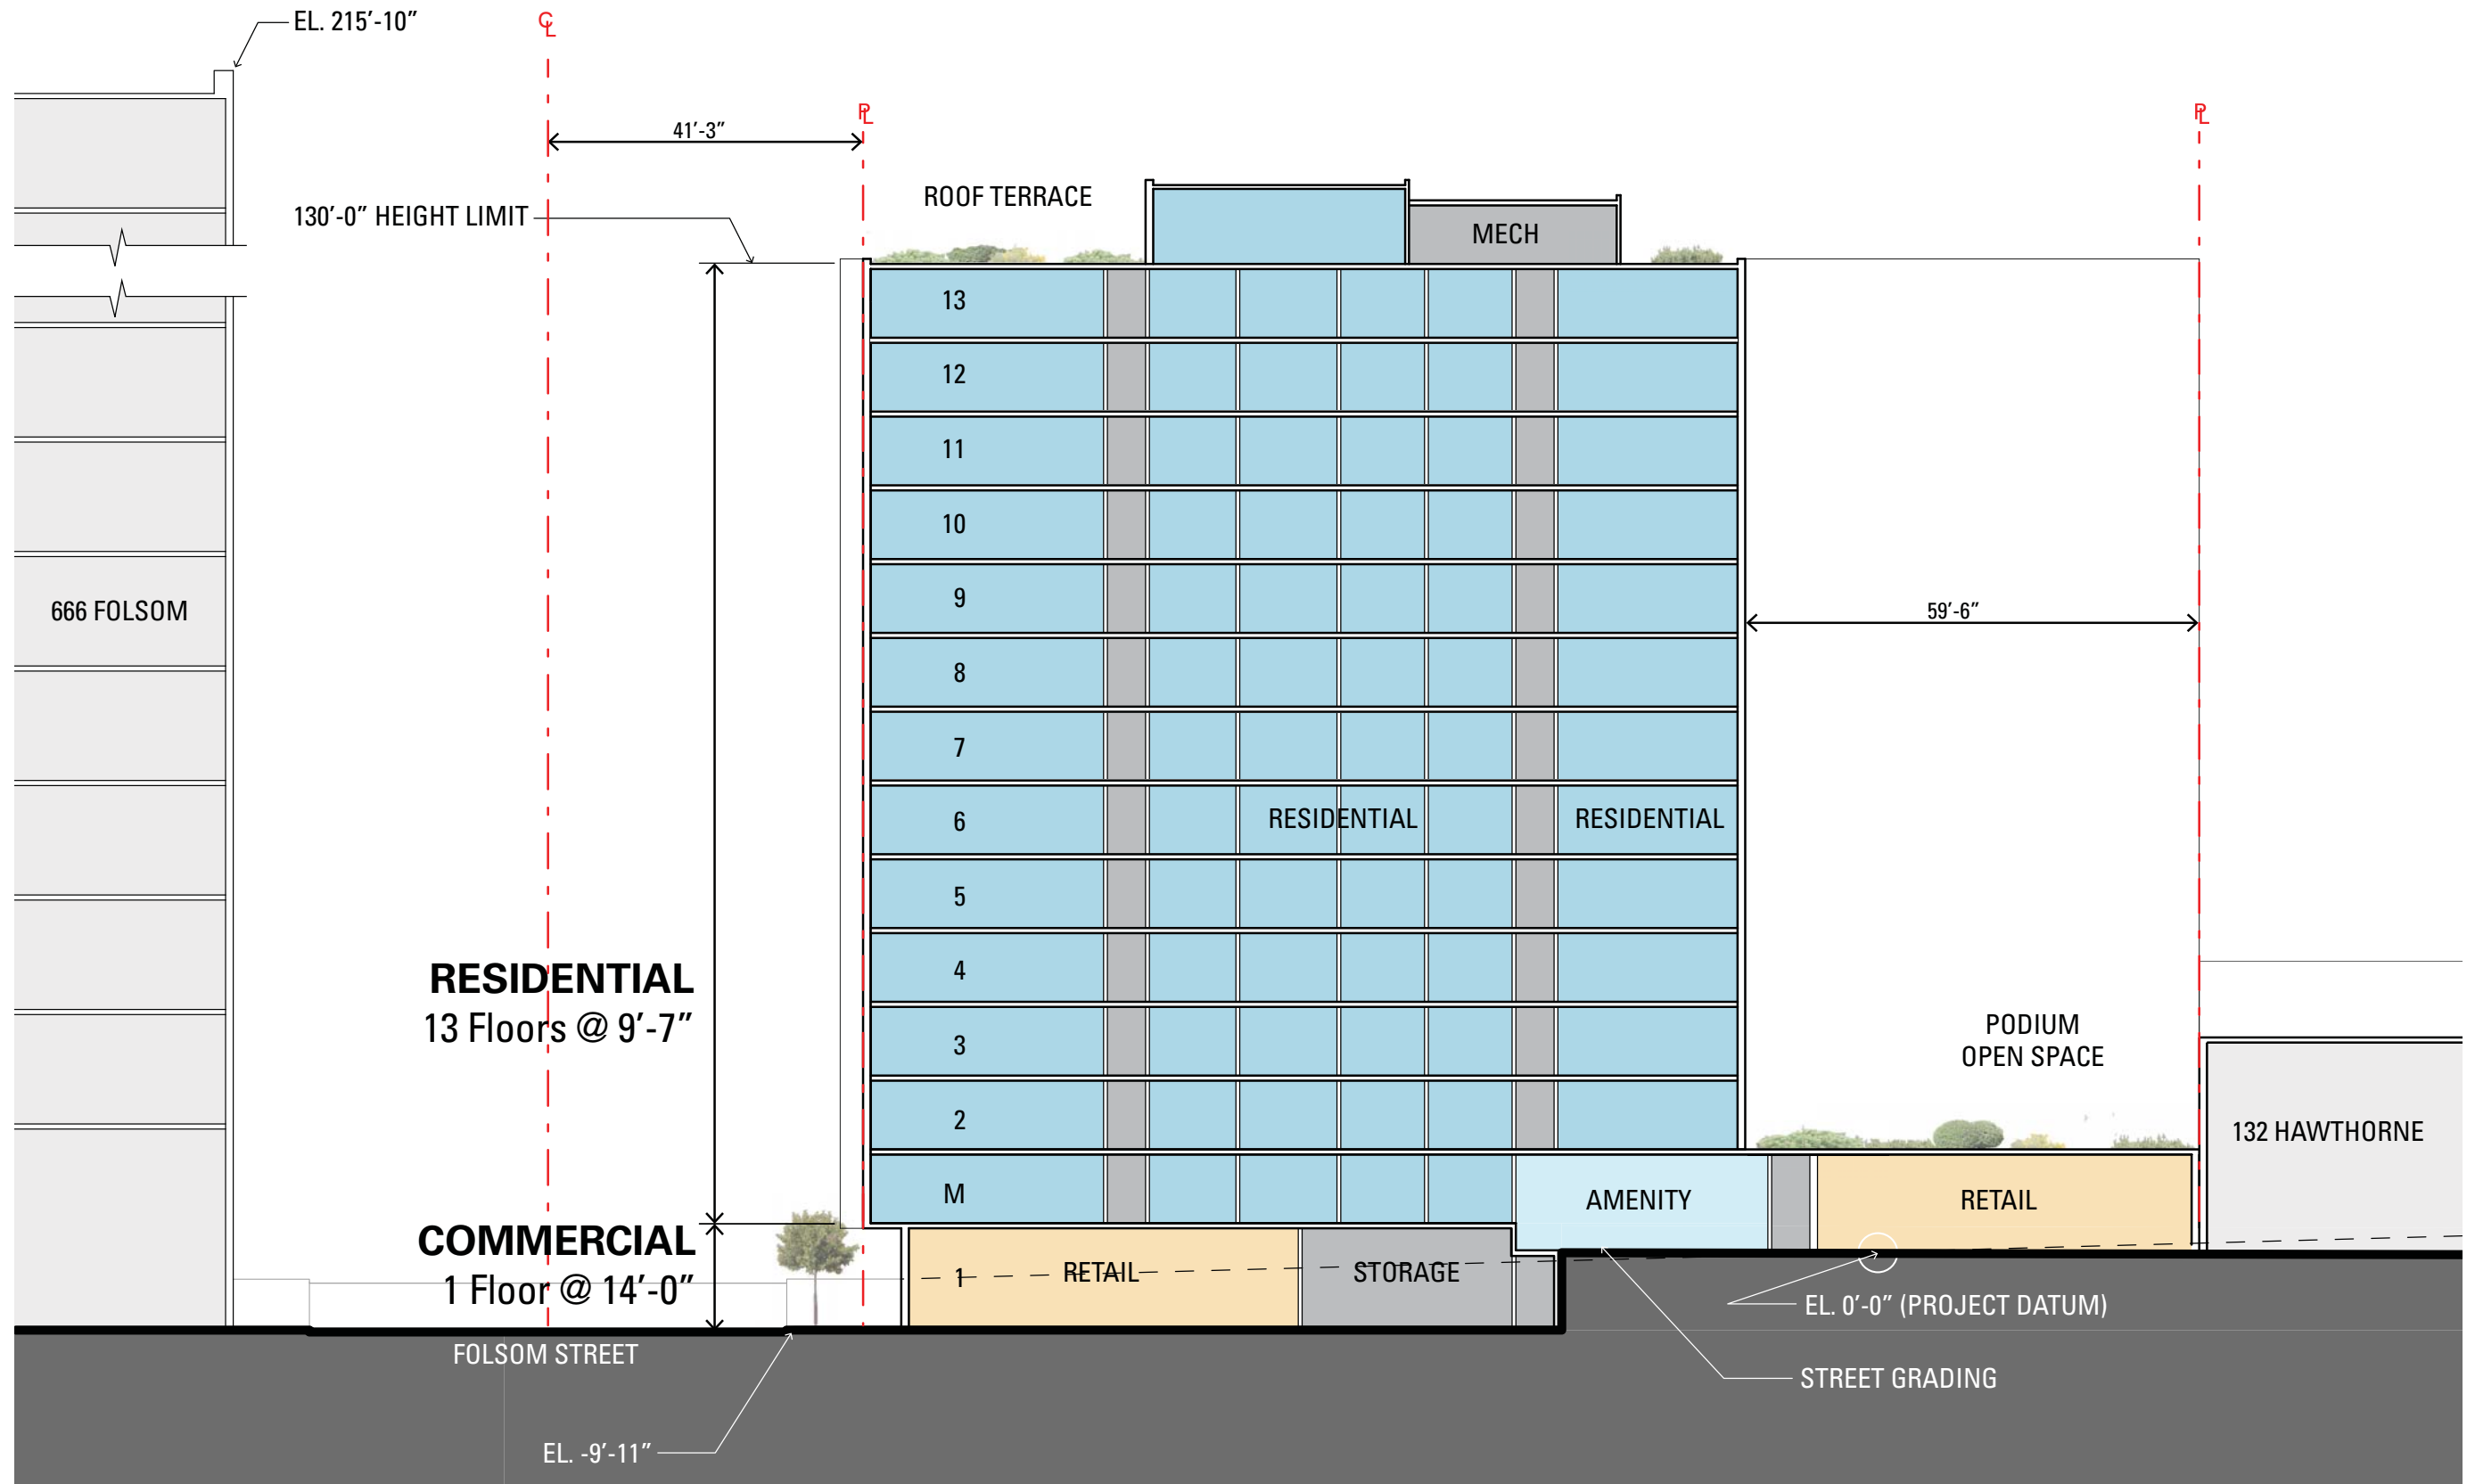 EL. 215′-10″
CL
41′-3″
PL
PL
ROOF TERRACE
130′-0″ HEIGHT LIMIT
MECH
13
12
11
10
9
666 FOLSOM
59′-6″
8
7
6
RESIDENTIAL
RESIDENTIAL
5
4
RESIDENTIAL
13 Floors @ 9′-7″
3
PODIUM
OPEN SPACE
2
132 HAWTHORNE
M
AMENITY
RETAIL
COMMERCIAL
1 Floor @ 14′-0″
1
RETAIL
STORAGE
EL. 0′-0″ (PROJECT DATUM)
FOLSOM STREET
STREET GRADING
EL. -9′-11″